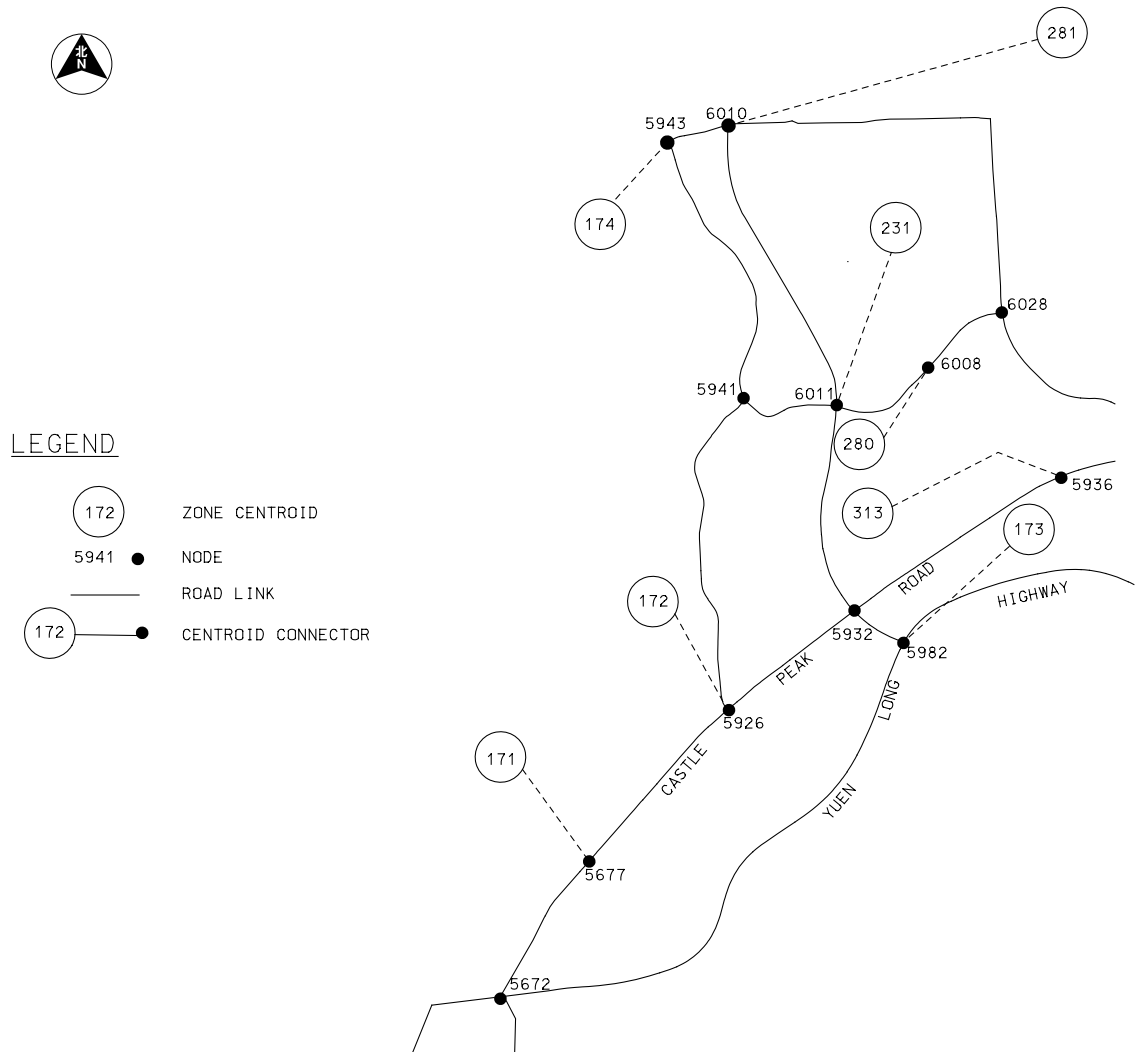 281
北
N
6010
5943
174
231
6028
6008
5941
6011
280
LEGEND
5936
172 ZONE CENTROID
313
173
5941 NODE
ROAD
ROAD LINK
HIGHWAY
172
5932
172 CENTROID CONNECTOR
5982
PEAK
LONG
5926
171
CASTLE
YUEN
5677
5672